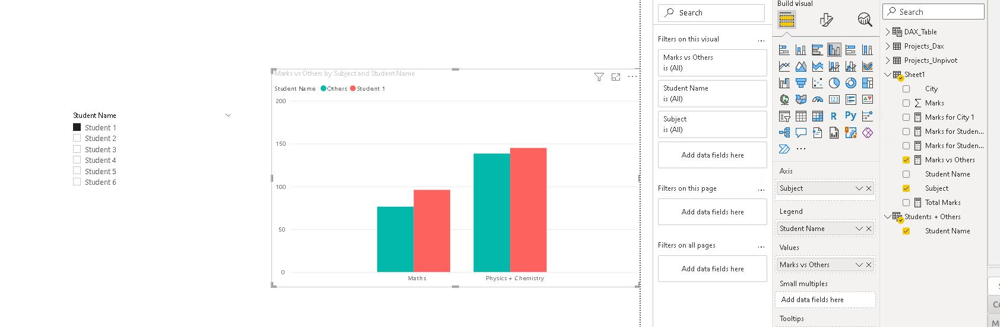 Student Name
Student 1
Student 2
Student 3
Student 4
Student 5
Student 6
Marks vs Others by Subject and Student Name
Student Name Others Student 1
200
150
100
50
0
Maths Physics + Chemistry
Search
Filters on this visual ...
Marks vs Others
is (All)
Student Name
is (All)
Subject
is (All)
Add data fields here
Filters on this page ...
Add data fields here
Filters on all pages ...
Add data fields here
Build visual
123
R Py
...
Axis
Subject
Legend
Student Name
Values
Marks vs Others
Small multiples
Add data fields here
Tooltips
Search
DAX_Table
Projects_Dax
Projects_Unpivot
Sheet1
City
Σ Marks
Marks for City 1
Marks for Studen...
Marks for Studen...
Marks vs Others
Student Name
Subject
Total Marks
Students + Others
Student Name